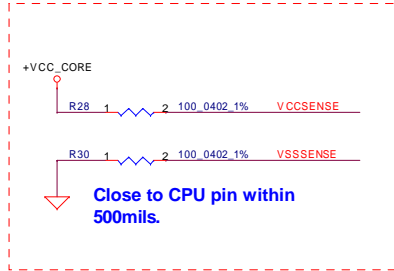 +VCC_CORE
R28 1 2 100_0402_1% VCCSENSE
R30 1 2 100_0402_1% VSSSENSE
Close to CPU pin within
500mils.